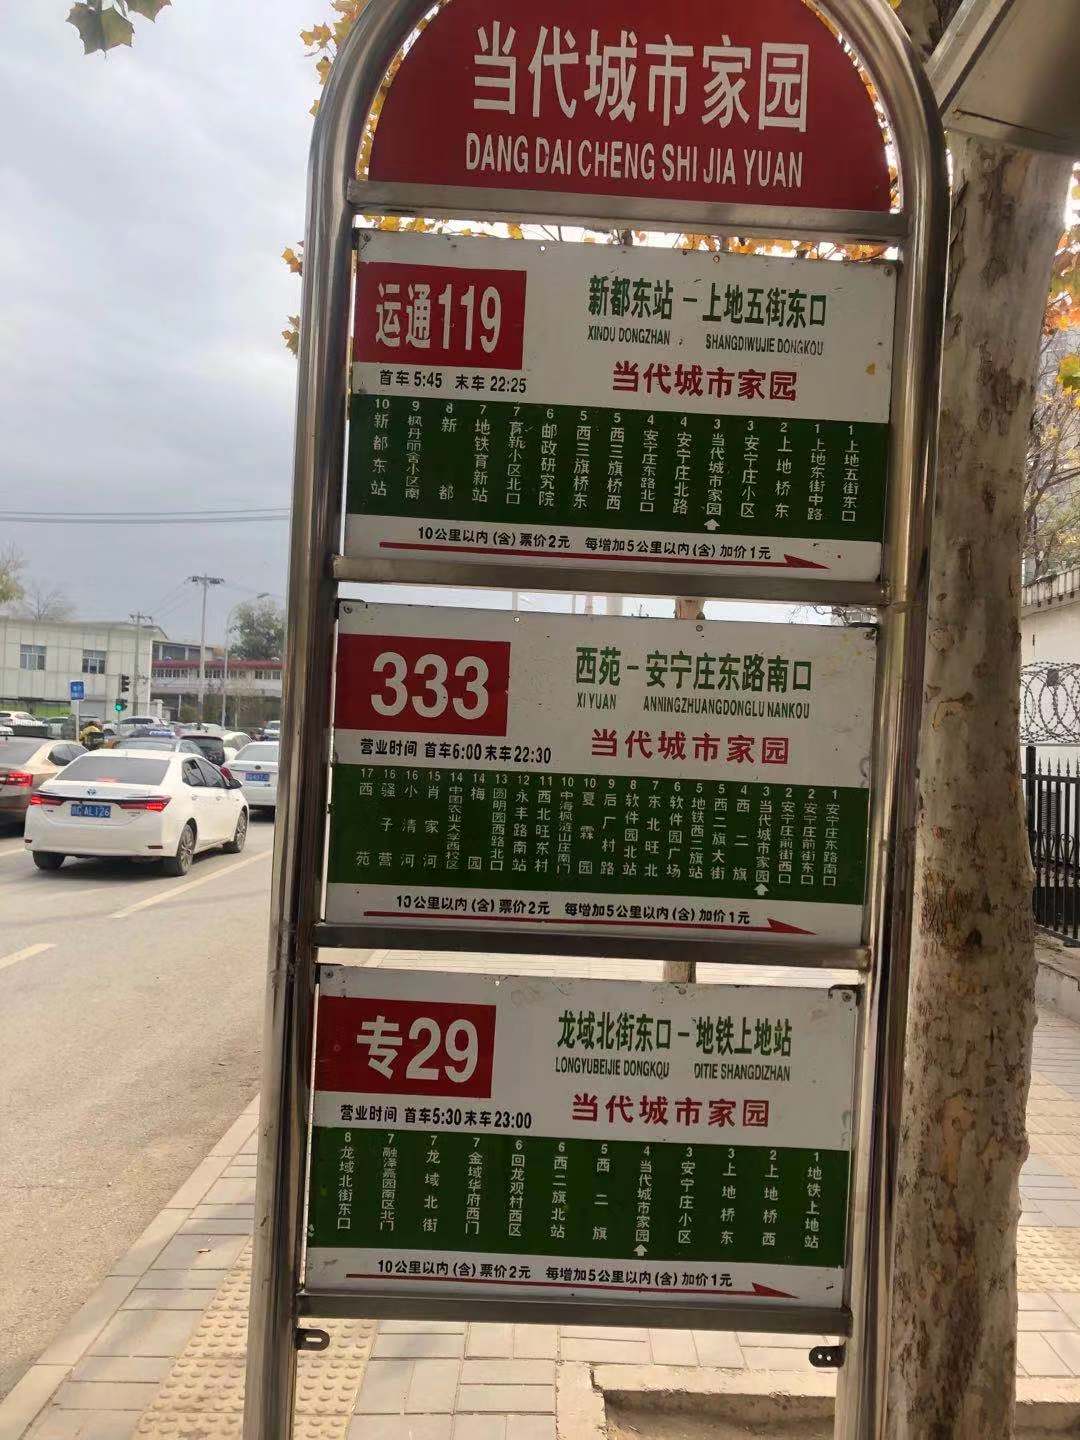 当代城市家园
DANG DAI CHENG SHI JIA YUAN
运通119
首车 5:45 末车 22:25
新都东站 － 上地五街东口
XINDU DONGZHAN SHANGDIWUJIE DONGKOU
当代城市家园
10 新都东站
9 枫丹丽舍小区南
8 新都
7 地铁育新站
7 育新小区北口
6 邮政研究院
5 西三旗桥东
5 西三旗桥西
4 安宁庄东路北口
4 安宁庄北路
3 当代城市家园
3 安宁庄小区
2 上地桥东
1 上地东街中路
1 上地五街东口
10公里以内(含)票价2元 每增加5公里以内(含)加价1元
333
营业时间 首车6:00 末车22:30
西苑 － 安宁庄东路南口
XI YUAN ANNINGZHUANGDONGLU NANKOU
当代城市家园
17 西苑
16 骚子营
16 小清河
15 肖家河
14 中国农业大学西校区
14 梅园
13 圆明园西路北口
12 永丰路南站
11 西北旺东村
10 中海枫涟山庄南门
10 夏霖园
9 后厂村路
8 软件园北站
7 东北旺北
6 软件园广场
5 地铁西二旗站
5 西二旗大街
4 西二旗
3 当代城市家园
2 安宁庄前街西口
2 安宁庄前街东口
1 安宁庄东路南口
10公里以内(含)票价2元 每增加5公里以内(含)加价1元
专29
营业时间 首车5:30 末车23:00
龙域北街东口 － 地铁上地站
LONGYUBEIJIE DONGKOU DITIE SHANGDIZHAN
当代城市家园
8 龙域北街东口
7 融泽嘉园南区北门
7 龙域北街
7 金域华府西门
6 回龙观村西区
6 西二旗北站
5 西二旗
4 当代城市家园
3 安宁庄小区
3 上地桥东
2 上地桥西
1 地铁上地站
10公里以内(含)票价2元 每增加5公里以内(含)加价1元